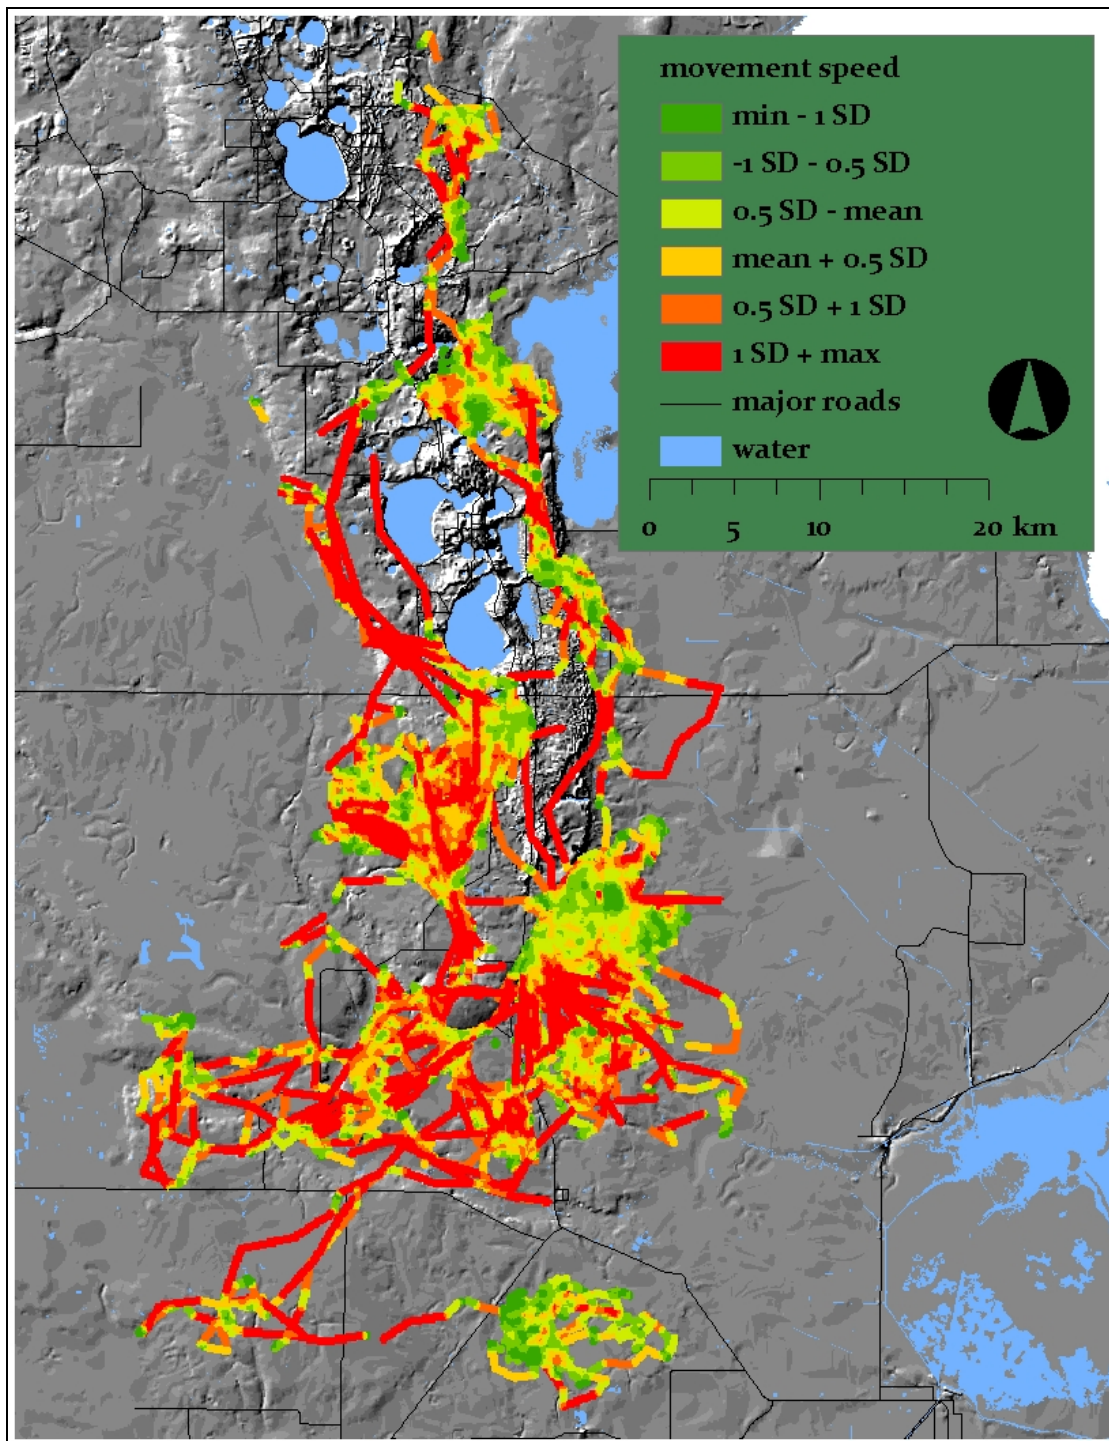 movement speed
min - 1 SD
-1 SD - 0.5 SD
0.5 SD - mean
mean + 0.5 SD
0.5 SD + 1 SD
1 SD + max
major roads
water
0 5 10 20 km